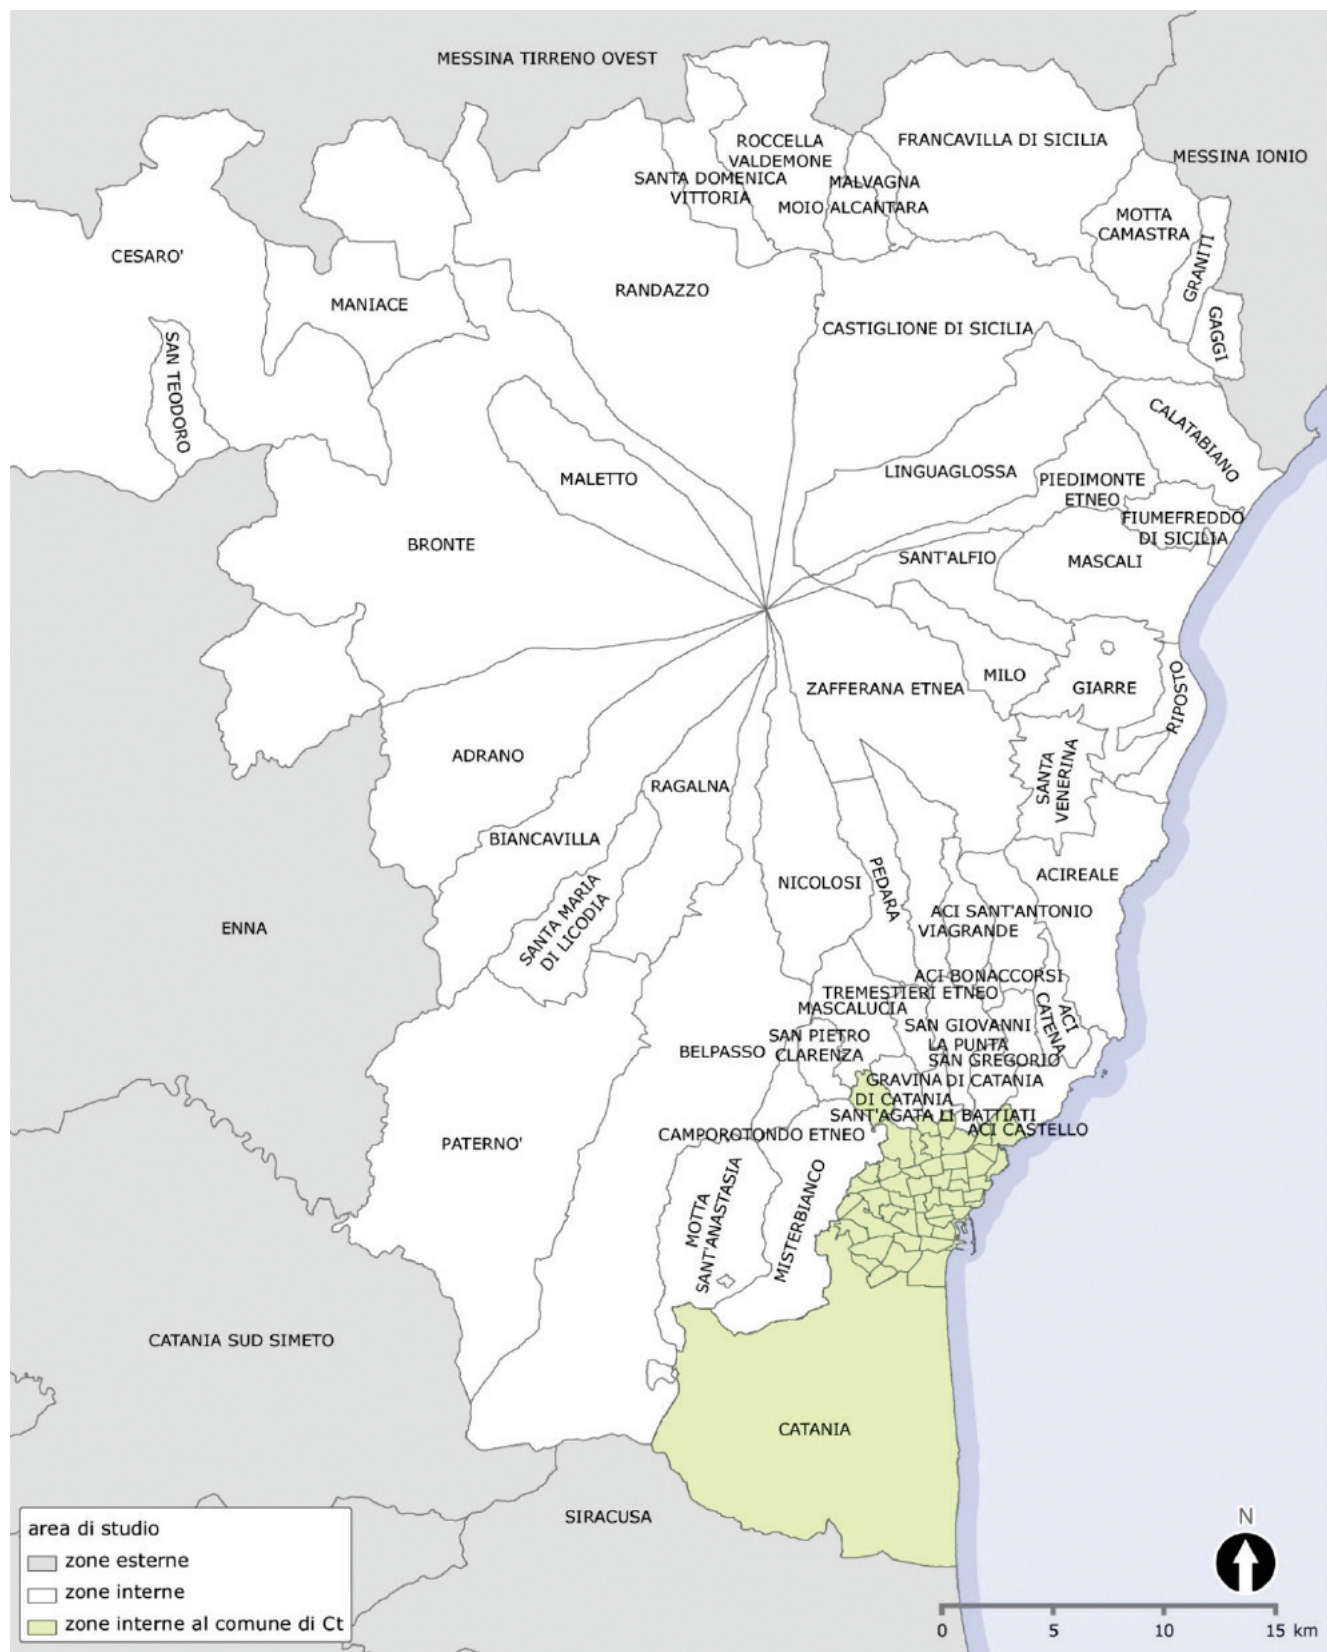 MESSINA TIRRENO OVEST
ROCCELLA
VALDEMONE
FRANCAVILLA DI SICILIA
MESSINA IONIO
SANTA DOMENICA
VITTORIA
MALVAGNA
MOIO ALCANTARA
MOTTA
CAMASTRA
GRANITI
GAGGI
CESARO'
MANIACE
RANDAZZO
CASTIGLIONE DI SICILIA
SAN TEODORO
CALATABIANO
MALETTO
LINGUAGLOSSA
PIEDIMONTE
ETNEO
FIUMEFREDDO
DI SICILIA
BRONTE
SANT'ALFIO
MASCALI
ZAFFERANA ETNEA
MILO
GIARRE
RIPOSTO
ADRANO
RAGALNA
SANTA
VENERINA
BIANCAVILLA
NICOLOSI
PEDARA
ACIREALE
SANTA MARIA
DI LICODIA
ACI SANT'ANTONIO
VIAGRANDE
ENNA
ACI BONACCORSI
TREMESTIERI ETNEO
MASCALUCIA
ACI
CATENA
SAN GIOVANNI
LA PUNTA
SAN PIETRO
CLARENZA
BELPASSO
SAN GREGORIO
DI CATANIA
GRAVINA
DI CATANIA
SANT'AGATA LI BATTIATI
ACI CASTELLO
CAMPOROTONDO ETNEO
PATERNO'
MOTTA
SANT'ANASTASIA
MISTERBIANCO
CATANIA SUD SIMETO
CATANIA
SIRACUSA
area di studio
zone esterne
zone interne
zone interne al comune di Ct
N
0 5 10 15 km